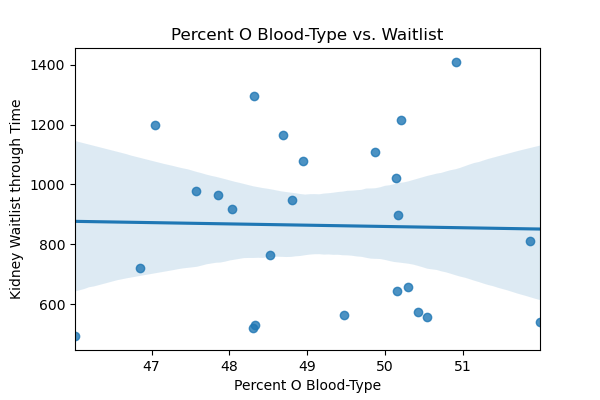 Percent O Blood-Type vs. Waitlist
Kidney Waitlist through Time
1400
1200
1000
800
600
47 48 49 50 51
Percent O Blood-Type